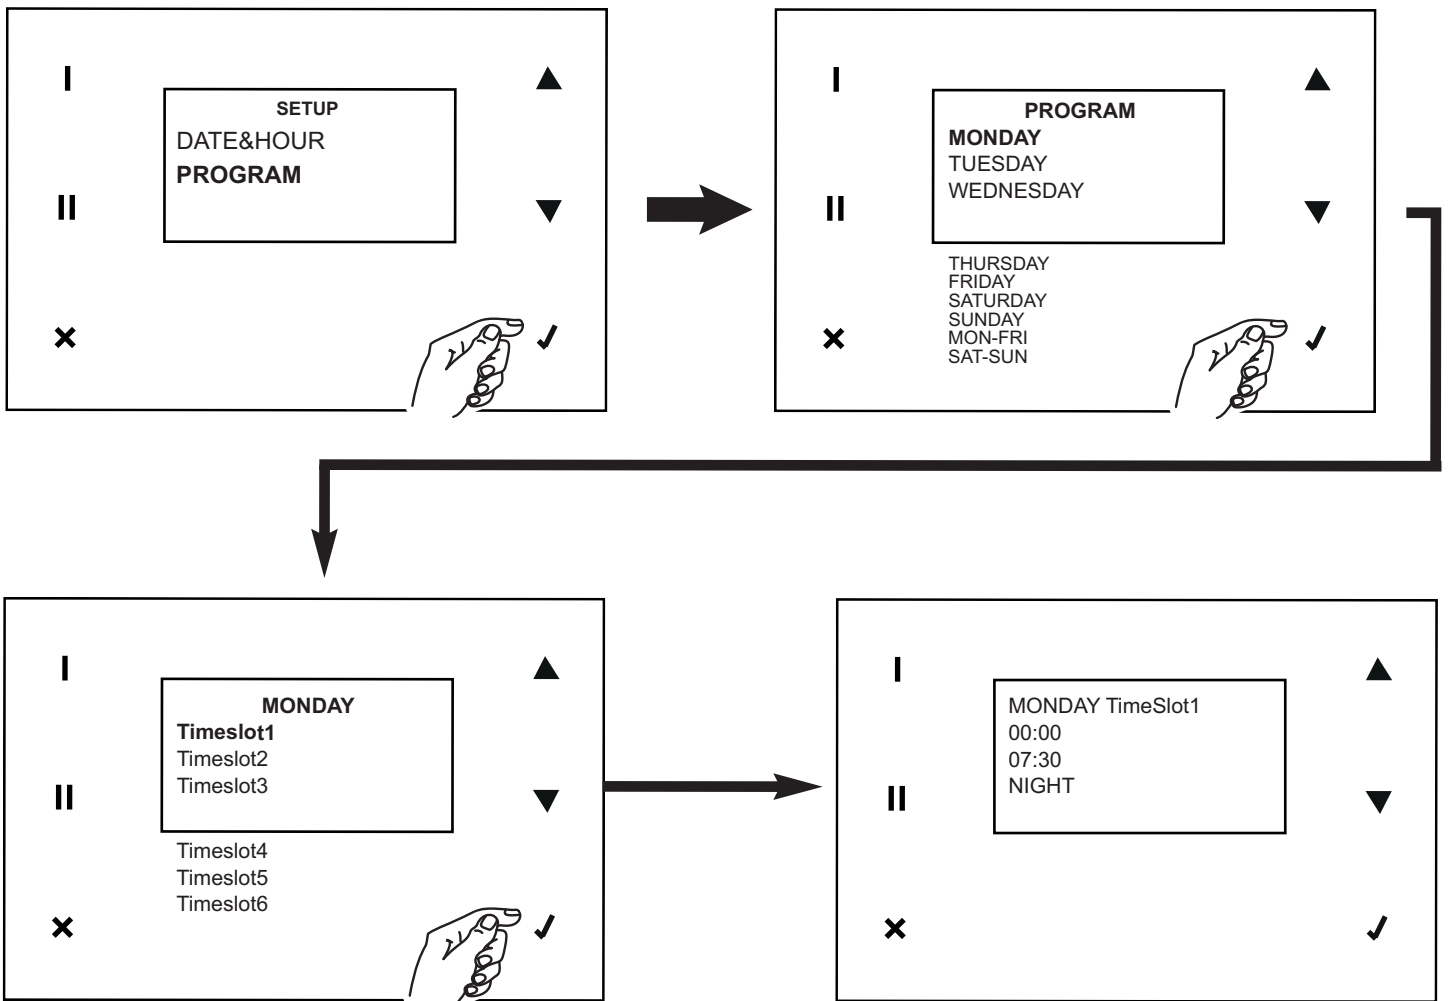 I
SETUP
DATE&HOUR
PROGRAM
II
I
PROGRAM
MONDAY
TUESDAY
WEDNESDAY
II
THURSDAY
FRIDAY
SATURDAY
SUNDAY
MON-FRI
SAT-SUN
I
MONDAY
Timeslot1
Timeslot2
Timeslot3
II
Timeslot4
Timeslot5
Timeslot6
I
MONDAY TimeSlot1
00:00
07:30
NIGHT
II